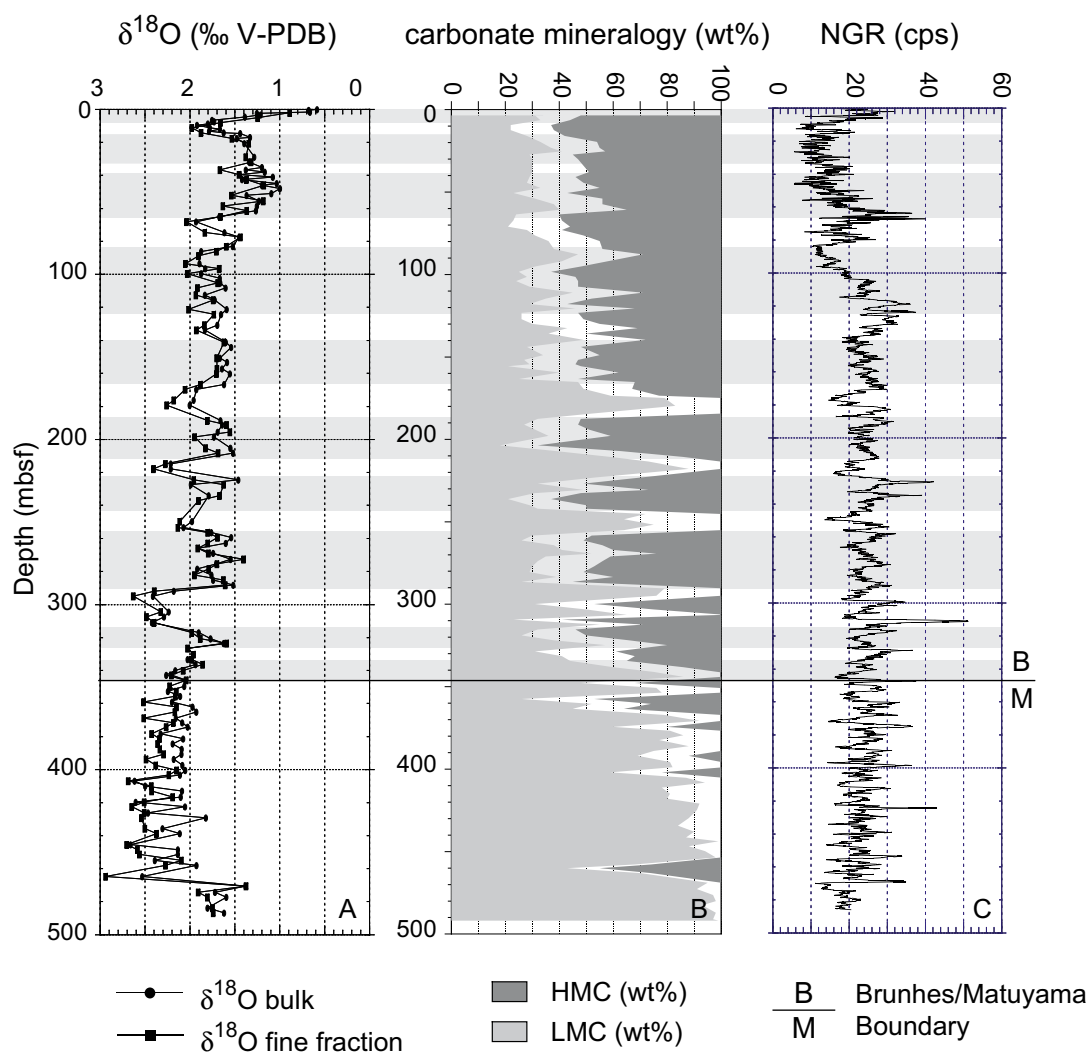 δ18O (‰ V-PDB) carbonate mineralogy (wt%) NGR (cps)
3 2 1 0 0 20 40 60 80 100 0 20 40 60
0 0
100 100
200 200
300 300
400 400
500 500
Depth (mbsf)
B
M
A B C
δ18O bulk
δ18O fine fraction
HMC (wt%)
LMC (wt%)
B Brunhes/Matuyama
M Boundary